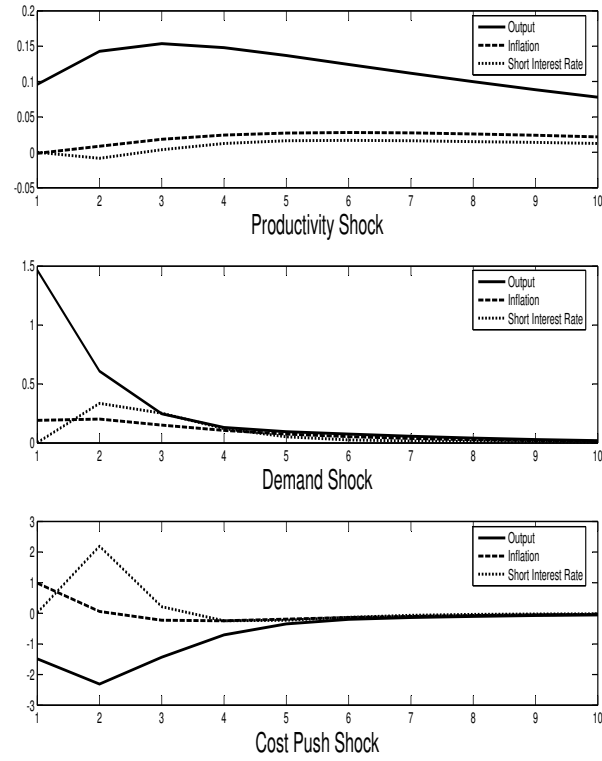 0.2
0.15
0.1
0.05
0
-0.05
Output
Inflation
Short Interest Rate
1 2 3 4 5 6 7 8 9 10
Productivity Shock
1.5
1
0.5
0
Output
Inflation
Short Interest Rate
1 2 3 4 5 6 7 8 9 10
Demand Shock
3
2
1
0
-1
-2
-3
Output
Inflation
Short Interest Rate
1 2 3 4 5 6 7 8 9 10
Cost Push Shock